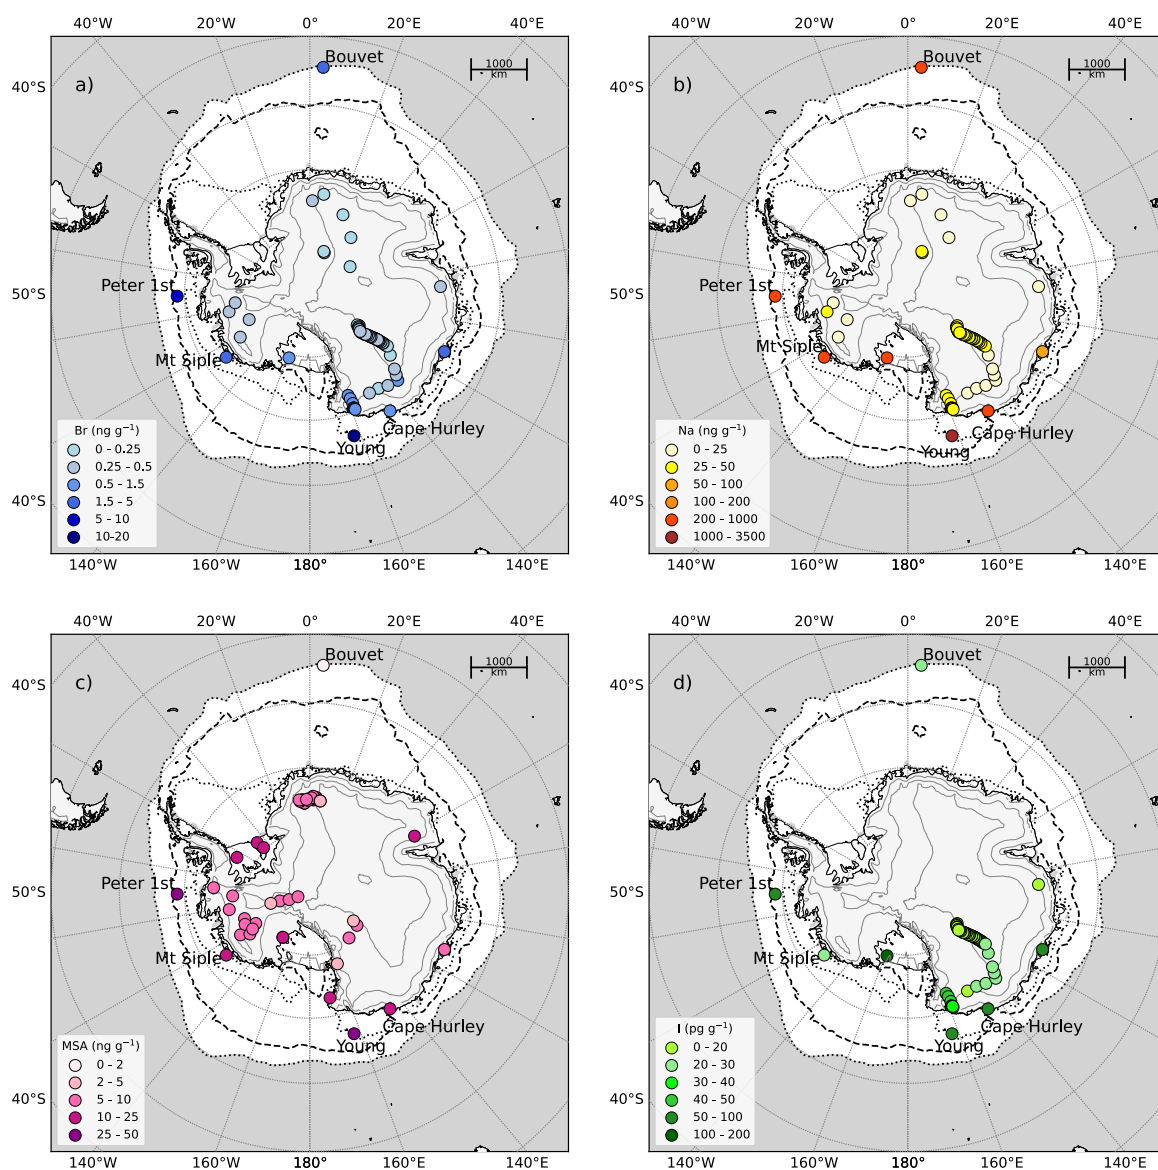 40°W 0° 20°E 40°E
40°W 0° 20°E 40°E
a) Bouvet 1000 km
b) Bouvet 1000 km
40°S
40°S
Peter 1st
Peter 1st
50°S
50°S
Mt Siple
Mt Siple
Cape Hurley
Cape Hurley
Young
Young
Br (ng g⁻¹)
0 - 0.25
0.25 - 0.5
0.5 - 1.5
1.5 - 5
5 - 10
10-20
Na (ng g⁻¹)
0 - 25
25 - 50
50 - 100
100 - 200
200 - 1000
1000 - 3500
40°S
40°S
140°W 160°W 180° 160°E 140°E
140°W 160°W 180° 160°E 140°E
40°W 0° 20°E 40°E
40°W 0° 20°E 40°E
c) Bouvet 1000 km
d) Bouvet 1000 km
40°S
40°S
Peter 1st
Peter 1st
50°S
50°S
Mt Siple
Mt Siple
Cape Hurley
Cape Hurley
Young
Young
MSA (ng g⁻¹)
0 - 2
2 - 5
5 - 10
10 - 25
25 - 50
I (pg g⁻¹)
0 - 20
20 - 30
30 - 40
40 - 50
50 - 100
100 - 200
40°S
40°S
140°W 160°W 180° 160°E 140°E
140°W 160°W 180° 160°E 140°E